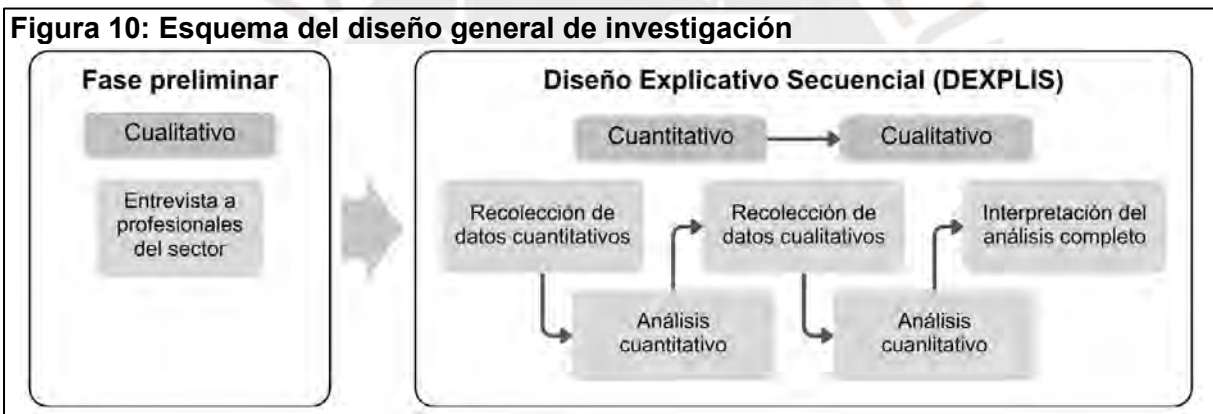 Figura 10: Esquema del diseño general de investigación
Fase preliminar
Cualitativo
Entrevista a
profesionales
del sector
Diseño Explicativo Secuencial (DEXPLIS)
Cuantitativo
Cualitativo
Recolección de
datos cuantitativos
Análisis
cuantitativo
Recolección de
datos cualitativos
Análisis
cuanlitativo
Interpretación del
análisis completo